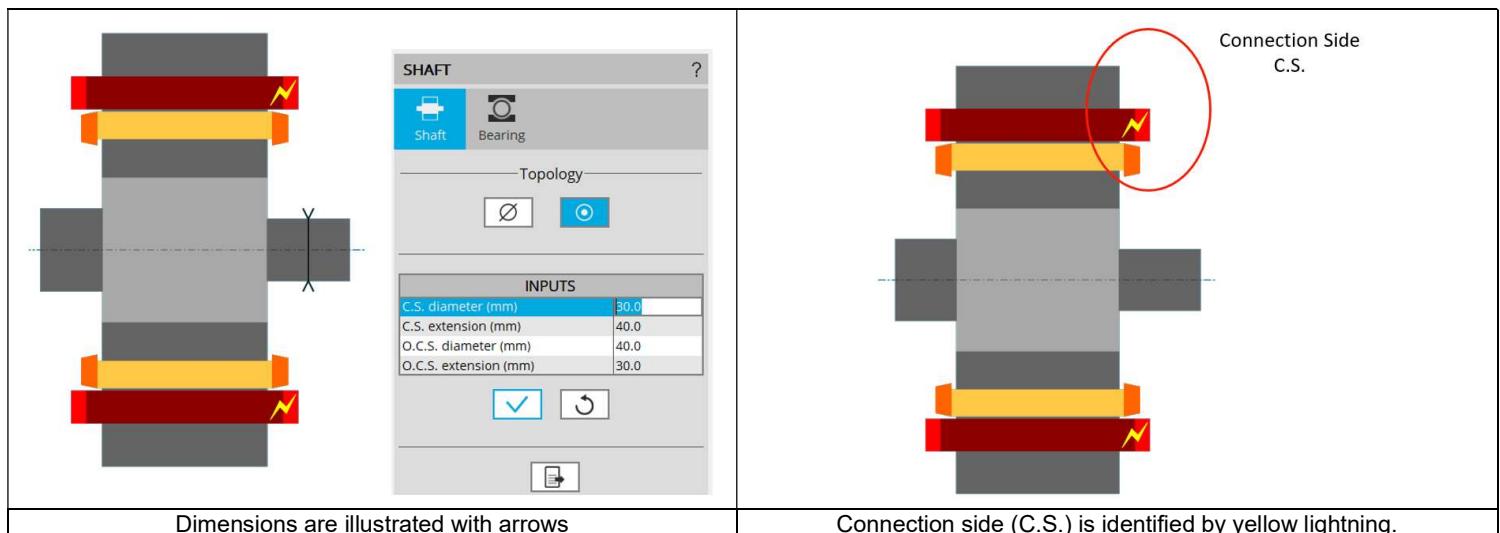 SHAFT ?
Shaft Bearing
Topology
INPUTS
C.S. diameter (mm) 30.0
C.S. extension (mm) 40.0
O.C.S. diameter (mm) 40.0
O.C.S. extension (mm) 30.0
Dimensions are illustrated with arrows
Connection Side
C.S.
Connection side (C.S.) is identified by yellow lightning.